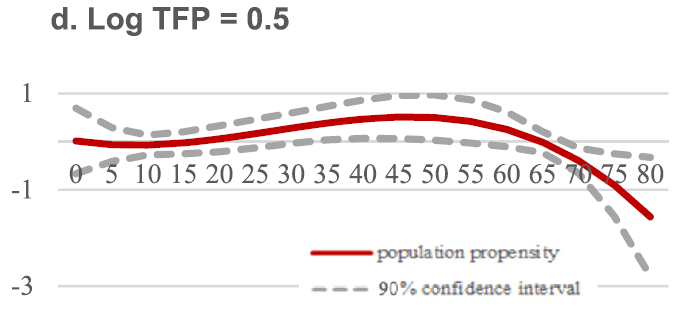 d. Log TFP = 0.5
1
0 5 10 15 20 25 30 35 40 45 50 55 60 65 70 75 80
-1
population propensity
-3
90% confidence interval